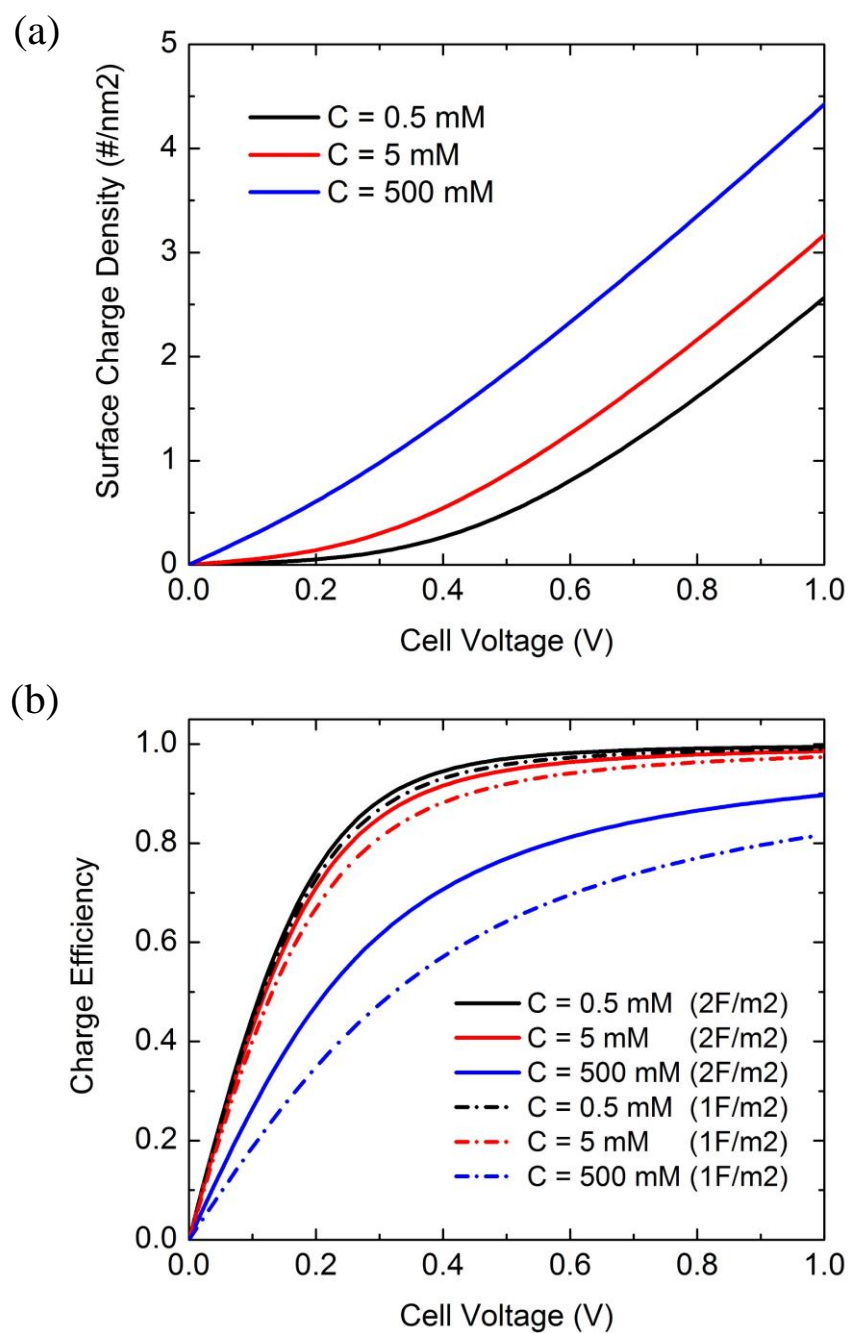 (a)
5
4
3
2
1
0
Surface Charge Density (#/nm2)
C = 0.5 mM
C = 5 mM
C = 500 mM
0.0 0.2 0.4 0.6 0.8 1.0
Cell Voltage (V)
(b)
1.0
0.8
0.6
0.4
0.2
0.0
Charge Efficiency
C = 0.5 mM (2F/m2)
C = 5 mM (2F/m2)
C = 500 mM (2F/m2)
C = 0.5 mM (1F/m2)
C = 5 mM (1F/m2)
C = 500 mM (1F/m2)
0.0 0.2 0.4 0.6 0.8 1.0
Cell Voltage (V)